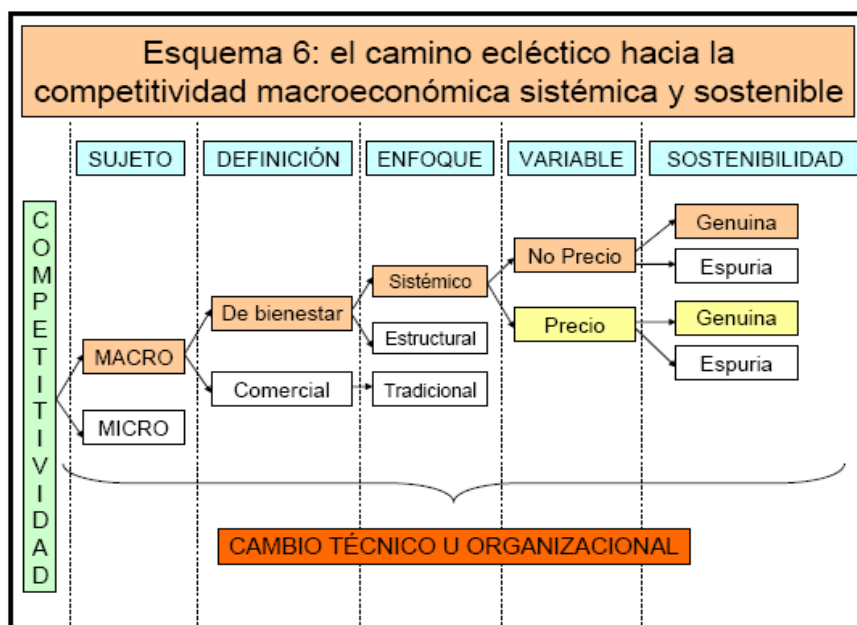 Esquema 6: el camino ecléctico hacia la
competitividad macroeconómica sistémica y sostenible
SUJETO
DEFINICIÓN
ENFOQUE
VARIABLE
SOSTENIBILIDAD
COMPETITIVIDAD
MACRO
MICRO
De bienestar
Comercial
Sistémico
Estructural
Tradicional
No Precio
Precio
Genuina
Espuria
Genuina
Espuria
CAMBIO TÉCNICO U ORGANIZACIONAL